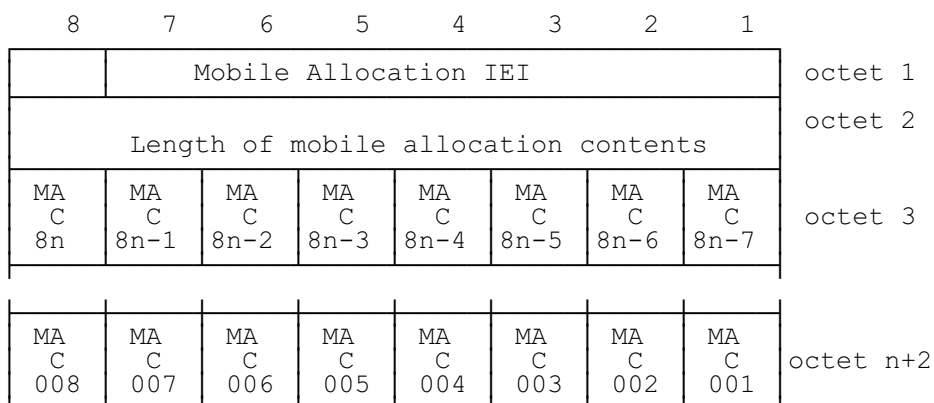 8 7 6 5 4 3 2 1
Mobile Allocation IEI octet 1
octet 2
Length of mobile allocation contents
MA MA MA MA MA MA MA MA
C C C C C C C C octet 3
8n 8n-1 8n-2 8n-3 8n-4 8n-5 8n-6 8n-7
MA MA MA MA MA MA MA MA
C C C C C C C C octet n+2
008 007 006 005 004 003 002 001